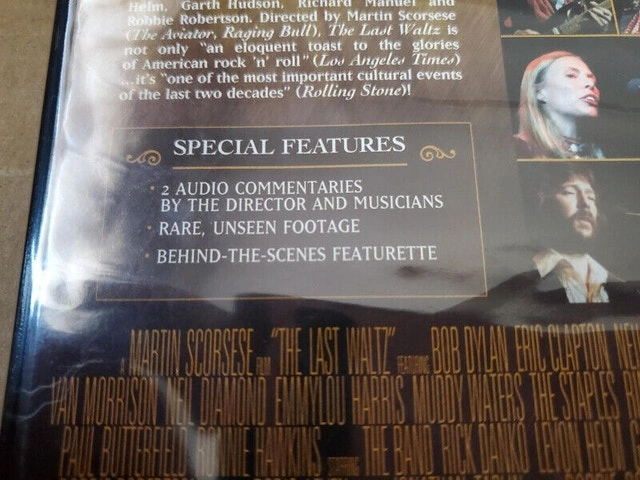 Helm, Garth Hudson, Richard Manuel and
Robbie Robertson. Directed by Martin Scorsese
(The Aviator, Raging Bull), The Last Waltz is
not only "an eloquent toast to the glories
of American rock 'n' roll" (Los Angeles Times)
...it's "one of the most important cultural events
of the last two decades" (Rolling Stone)!
SPECIAL FEATURES
· 2 AUDIO COMMENTARIES
BY THE DIRECTOR AND MUSICIANS
· RARE, UNSEEN FOOTAGE
· BEHIND-THE-SCENES FEATURETTE
A MARTIN SCORSESE FILM "THE LAST WALTZ" FEATURING BOB DYLAN ERIC CLAPTON
VAN MORRISON NEIL DIAMOND EMMYLOU HARRIS MUDDY WATERS THE STAPLES
PAUL BUTTERFIELD RONNIE HAWKINS STARRING THE BAND RICK DANKO LEVON HELM